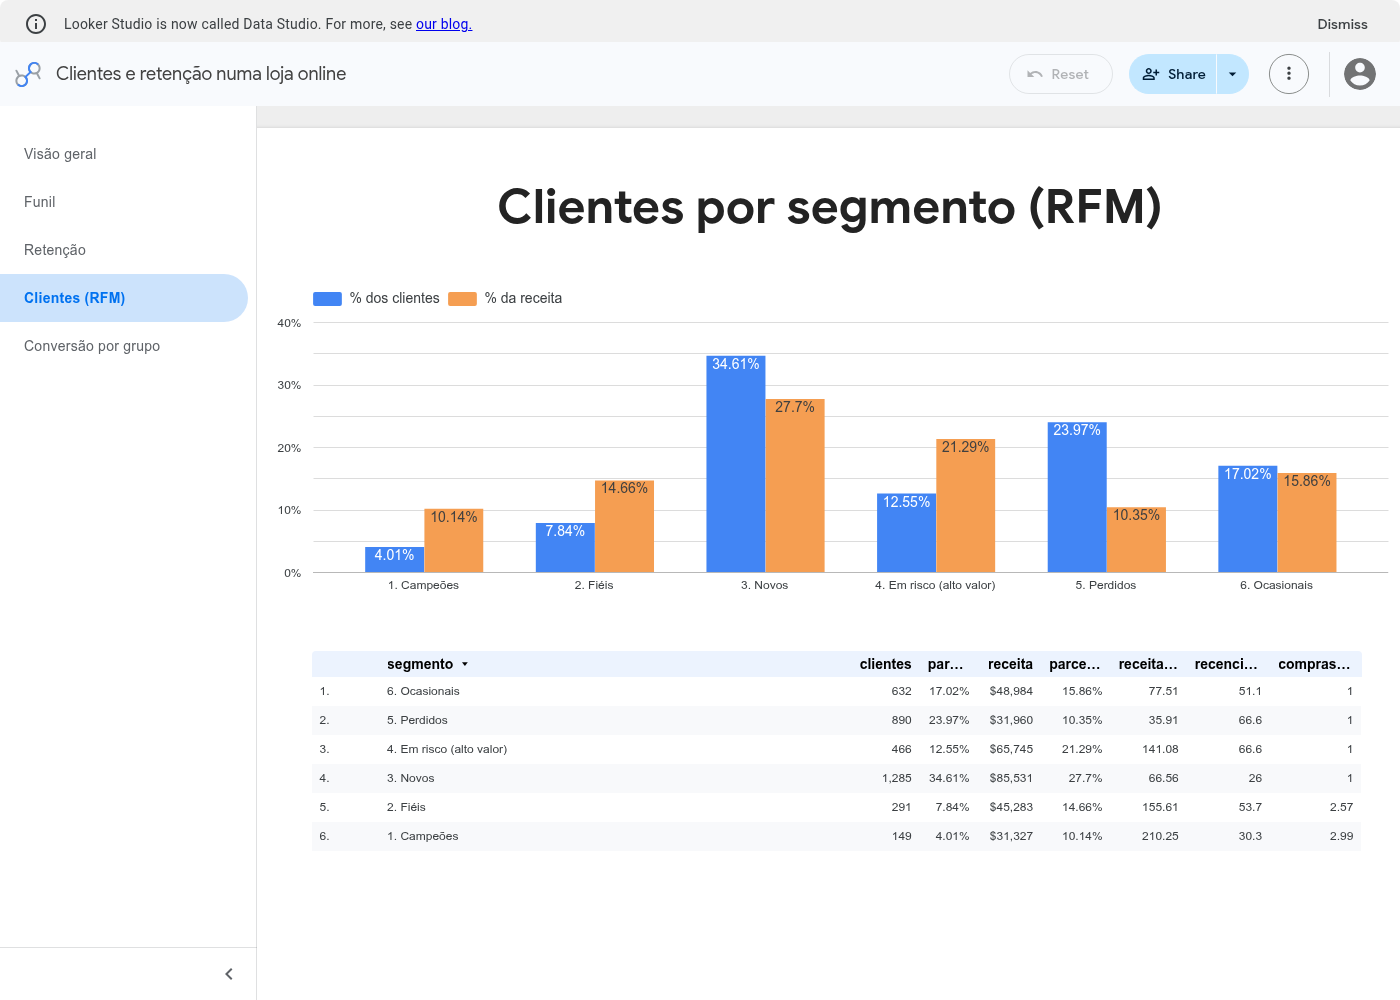 Looker Studio is now called Data Studio. For more, see our blog.
Dismiss
Clientes e retenção numa loja online
Reset
Share
Visão geral
Funil
Retenção
Clientes (RFM)
Conversão por grupo
Clientes por segmento (RFM)
% dos clientes % da receita
40%
30%
20%
10%
0%
34.61%
27.7%
23.97%
21.29%
17.02%
15.86%
14.66%
12.55%
10.14%
10.35%
7.84%
4.01%
1. Campeões 2. Fiéis 3. Novos 4. Em risco (alto valor) 5. Perdidos 6. Ocasionais
segmento clientes par... receita parce... receita... recenci... compras...
1. 6. Ocasionais 632 17.02% $48,984 15.86% 77.51 51.1 1
2. 5. Perdidos 890 23.97% $31,960 10.35% 35.91 66.6 1
3. 4. Em risco (alto valor) 466 12.55% $65,745 21.29% 141.08 66.6 1
4. 3. Novos 1,285 34.61% $85,531 27.7% 66.56 26 1
5. 2. Fiéis 291 7.84% $45,283 14.66% 155.61 53.7 2.57
6. 1. Campeões 149 4.01% $31,327 10.14% 210.25 30.3 2.99